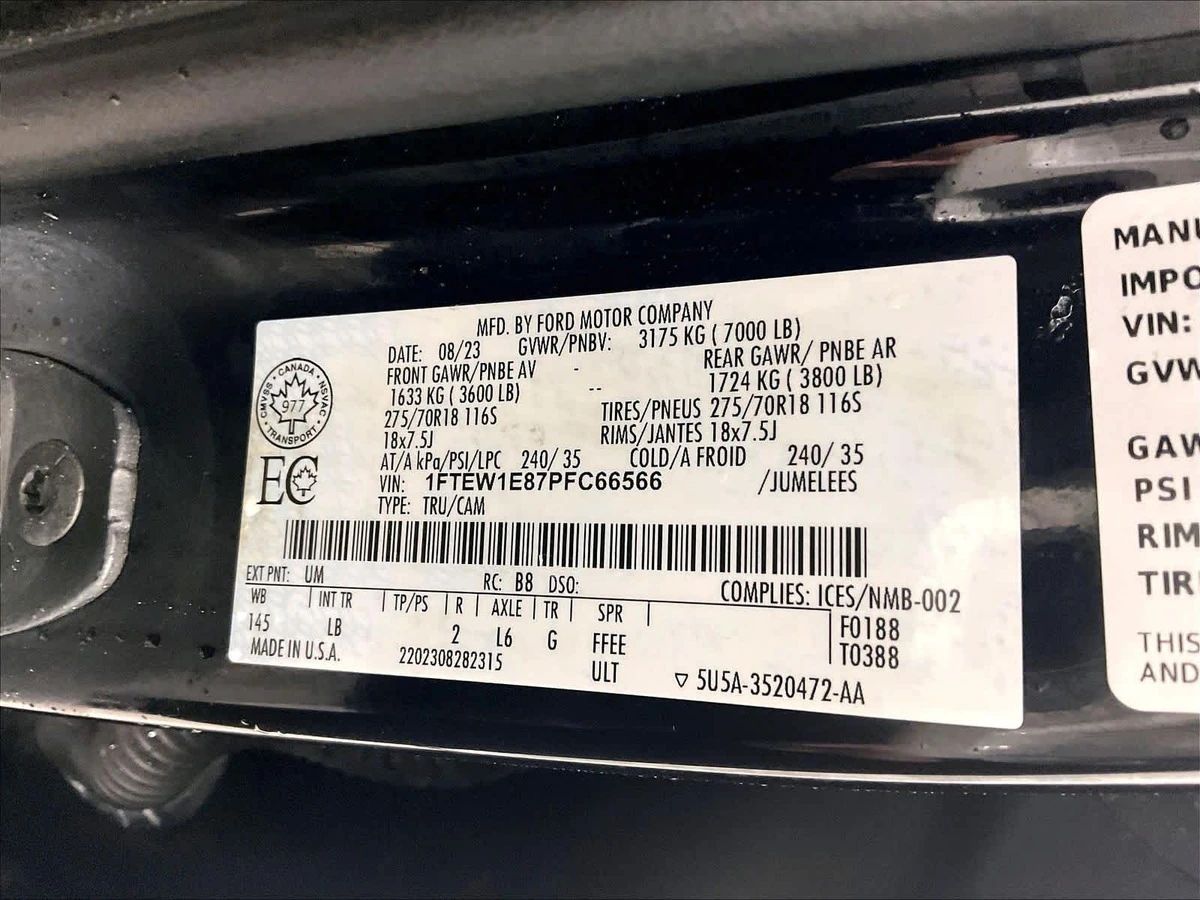 MFD. BY FORD MOTOR COMPANY
DATE: 08/23 GVWR/PNBV: 3175 KG ( 7000 LB)
FRONT GAWR/PNBE AV - REAR GAWR/ PNBE AR
1633 KG ( 3600 LB) -- 1724 KG ( 3800 LB)
275/70R18 116S TIRES/PNEUS 275/70R18 116S
18x7.5J RIMS/JANTES 18x7.5J
AT/A kPa/PSI/LPC 240/ 35 COLD/A FROID 240/ 35
VIN: 1FTEW1E87PFC66566 /JUMELEES
TYPE: TRU/CAM
CANADA
CMVSS NSVAC
977
TRANSPORT
EC
EXT PNT: UM RC: B8 DSO: COMPLIES: ICES/NMB-002
WB | INT TR | TP/PS | R | AXLE | TR | SPR | F0188
145 LB 2 L6 G FFEE T0388
MADE IN U.S.A. 2202308282315 ULT ▽ 5U5A-3520472-AA
MANU
IMPO
VIN:
GVW
GAW
PSI
RIM
TIR
THIS
AND